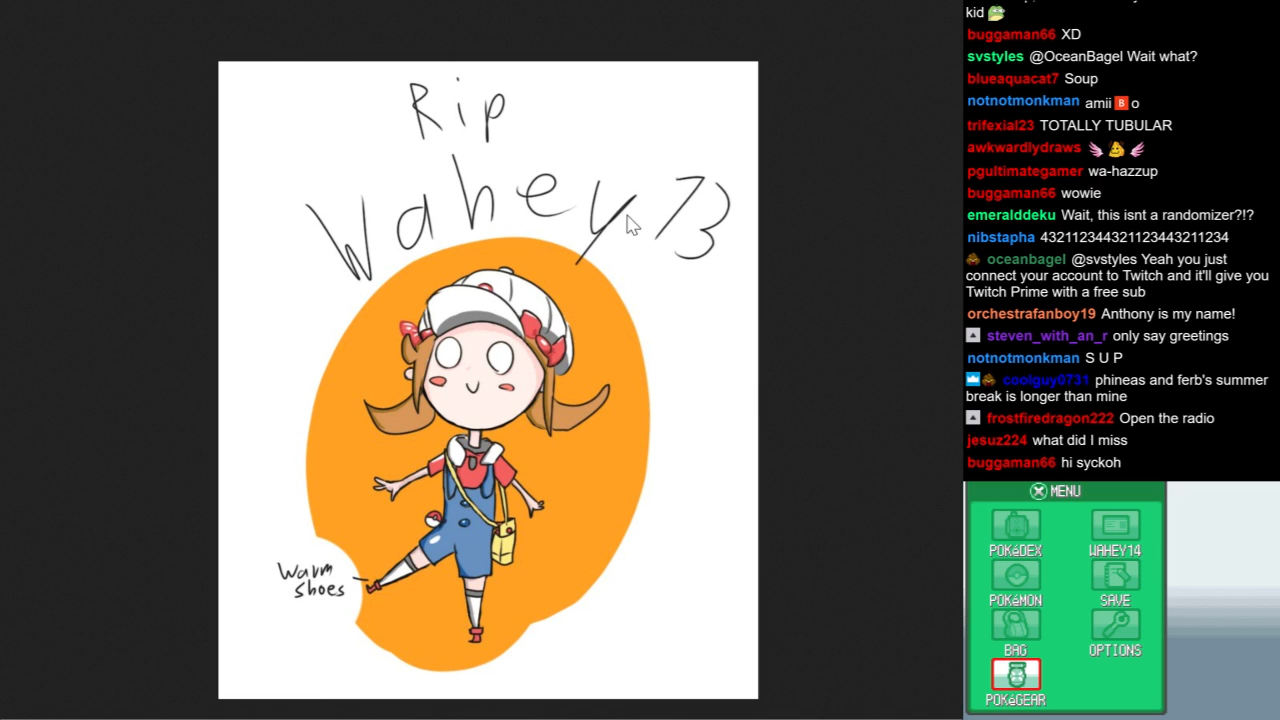 Rip
Wahey13
Warm
shoes
kid
buggaman66 XD
svstyles @OceanBagel Wait what?
blueaquacat7 Soup
notnotmonkman amii B o
trifexial23 TOTALLY TUBULAR
awkwardlydraws
pgultimategamer wa-hazzup
buggaman66 wowie
emeralddeku Wait, this isnt a randomizer?!?
nibstapha 432112344321123443211234
oceanbagel @svstyles Yeah you just
connect your account to Twitch and it'll give you
Twitch Prime with a free sub
orchestrafanboy19 Anthony is my name!
steven_with_an_r only say greetings
notnotmonkman S U P
coolguy0731 phineas and ferb's summer
break is longer than mine
frostfiredragon222 Open the radio
jesuz224 what did I miss
buggaman66 hi syckoh
MENU
POKéDEX WAHEY14
POKéMON SAVE
BAG OPTIONS
POKéGEAR